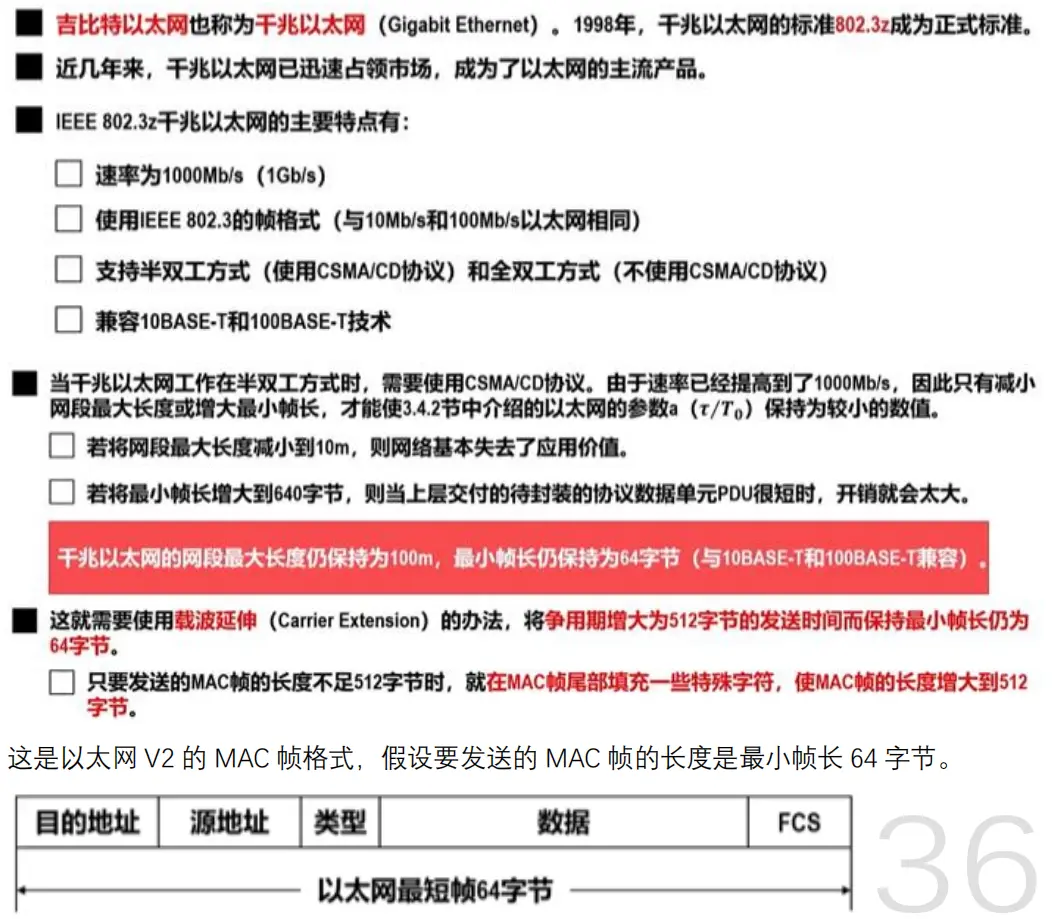 吉比特以太网也称为千兆以太网（Gigabit Ethernet）。1998年，千兆以太网的标准802.3z成为正式标准。
近几年来，千兆以太网已迅速占领市场，成为了以太网的主流产品。
IEEE 802.3z千兆以太网的主要特点有：
速率为1000Mb/s（1Gb/s）
使用IEEE 802.3的帧格式（与10Mb/s和100Mb/s以太网相同）
支持半双工方式（使用CSMA/CD协议）和全双工方式（不使用CSMA/CD协议）
兼容10BASE-T和100BASE-T技术
当千兆以太网工作在半双工方式时，需要使用CSMA/CD协议。由于速率已经提高到了1000Mb/s，因此只有减小
网段最大长度或增大最小帧长，才能使3.4.2节中介绍的以太网的参数a（τ/T₀）保持为较小的数值。
若将网段最大长度减小到10m，则网络基本失去了应用价值。
若将最小帧长增大到640字节，则当上层交付的待封装的协议数据单元PDU很短时，开销就会太大。
千兆以太网的网段最大长度仍保持为100m，最小帧长仍保持为64字节（与10BASE-T和100BASE-T兼容）。
这就需要使用载波延伸（Carrier Extension）的办法，将争用期增大为512字节的发送时间而保持最小帧长仍为
64字节。
只要发送的MAC帧的长度不足512字节时，就在MAC帧尾部填充一些特殊字符，使MAC帧的长度增大到512
字节。
这是以太网 V2 的 MAC 帧格式，假设要发送的 MAC 帧的长度是最小帧长 64 字节。
目的地址 源地址 类型 数据 FCS
以太网最短帧64字节
36